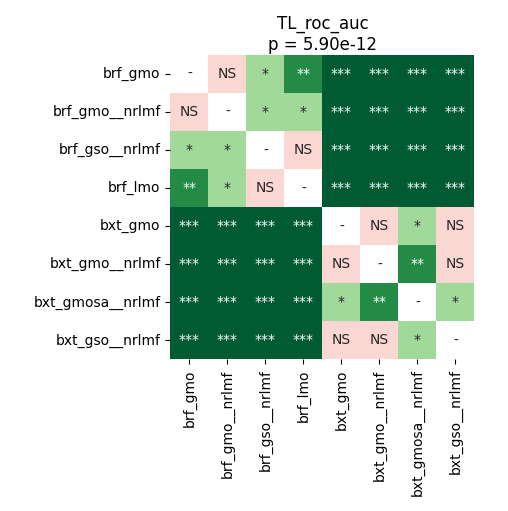 TL_roc_auc
p = 5.90e-12
brf_gmo - NS * ** *** *** *** ***
brf_gmo__nrlmf NS - * * *** *** *** ***
brf_gso__nrlmf * * - NS *** *** *** ***
brf_lmo ** * NS - *** *** *** ***
bxt_gmo *** *** *** *** - NS * NS
bxt_gmo__nrlmf *** *** *** *** NS - ** NS
bxt_gmosa__nrlmf *** *** *** *** * ** - *
bxt_gso__nrlmf *** *** *** *** NS NS * -
brf_gmo
brf_gmo__nrlmf
brf_gso__nrlmf
brf_lmo
bxt_gmo
bxt_gmo__nrlmf
bxt_gmosa__nrlmf
bxt_gso__nrlmf